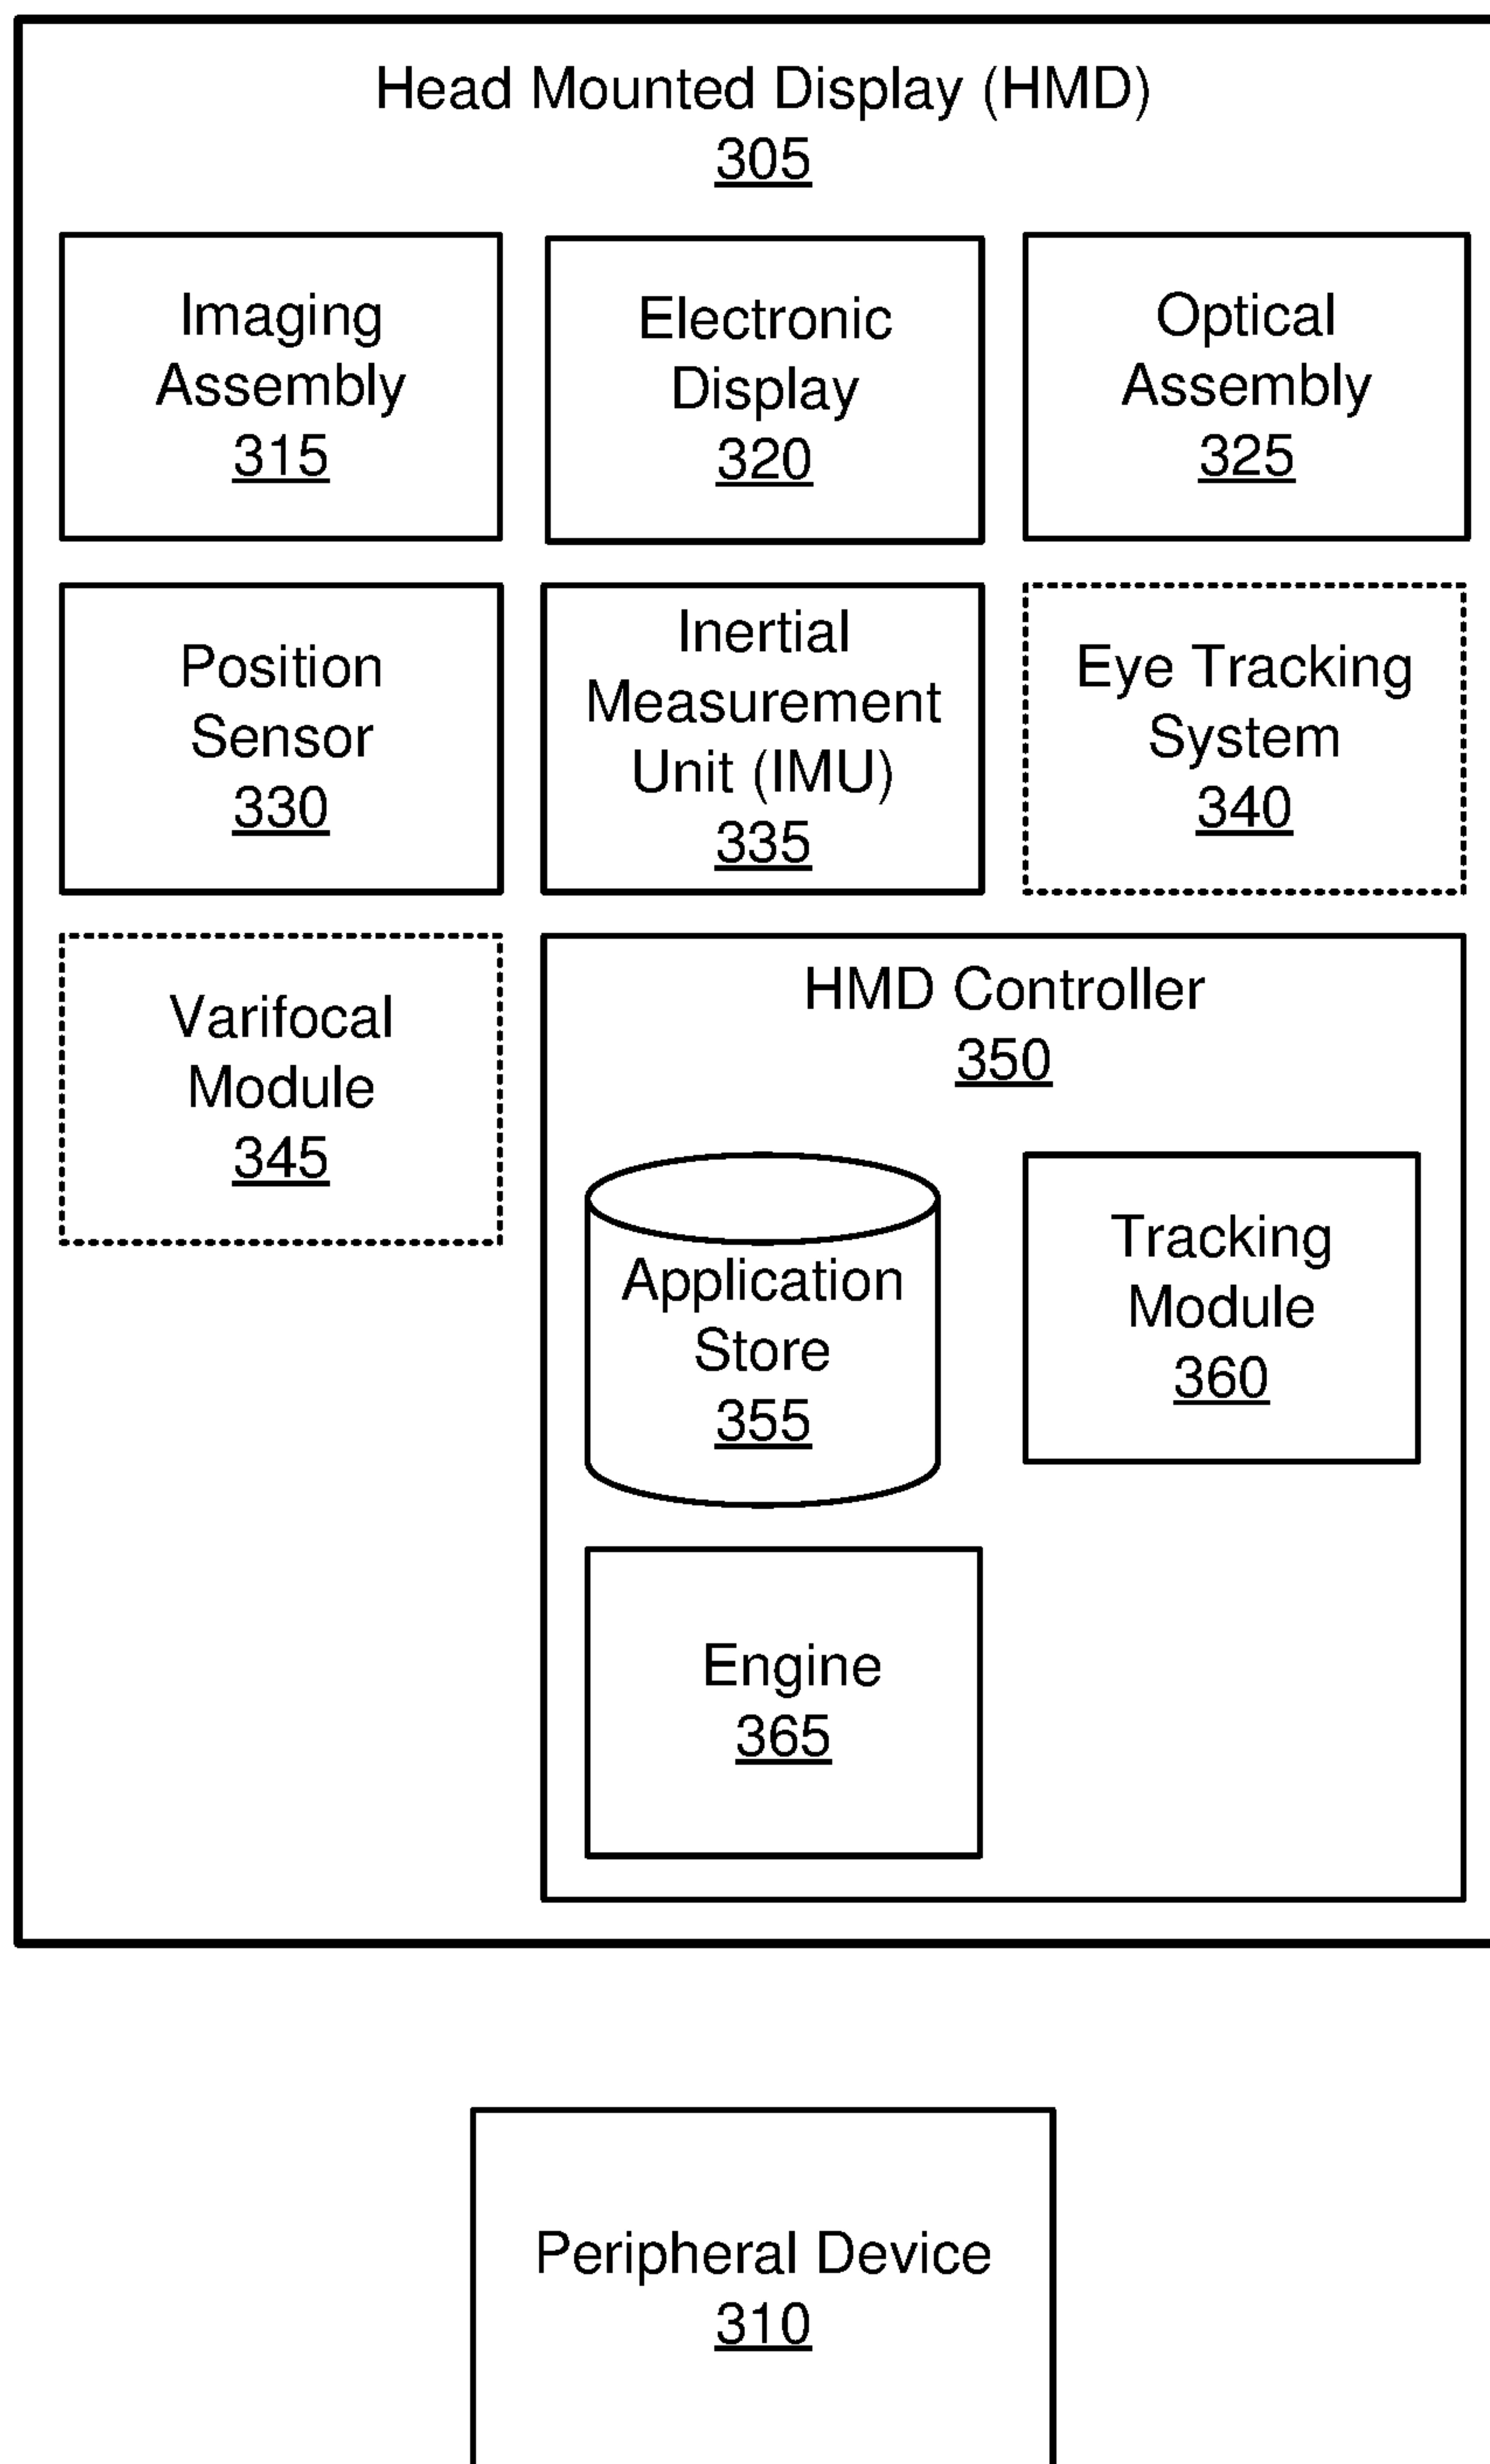 Head Mounted Display (HMD)
305
Imaging
Assembly
315
Electronic
Display
320
Optical
Assembly
325
Position
Sensor
330
Inertial
Measurement
Unit (IMU)
335
Eye Tracking
System
340
Varifocal
Module
345
HMD Controller
350
Application
Store
355
Tracking
Module
360
Engine
365
Peripheral Device
310